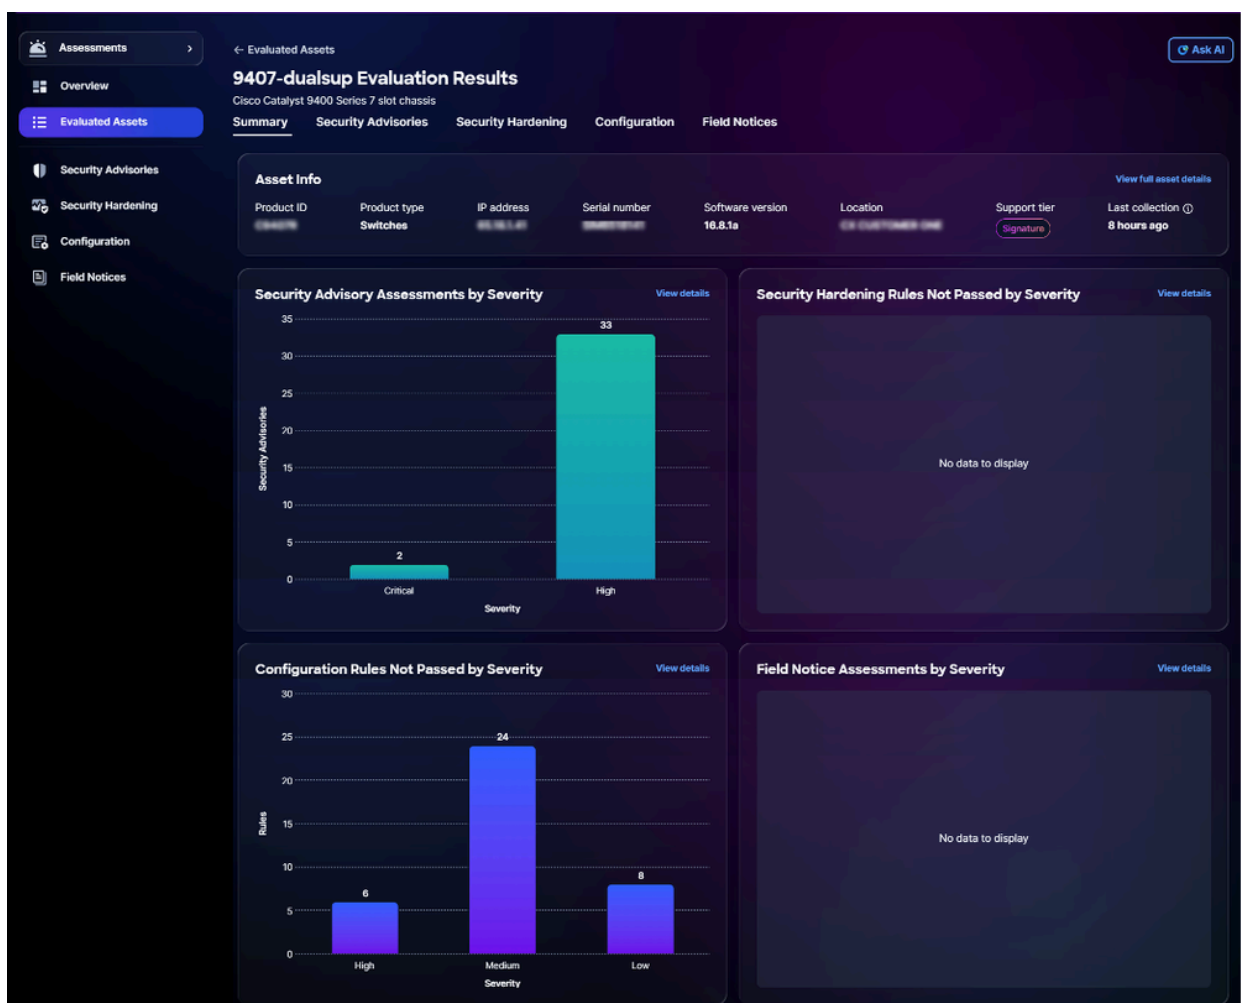 Assessments
Overview
Evaluated Assets
Security Advisories
Security Hardening
Configuration
Field Notices
← Evaluated Assets
Ask AI
9407-dualsup Evaluation Results
Cisco Catalyst 9400 Series 7 slot chassis
Summary Security Advisories Security Hardening Configuration Field Notices
Asset Info View full asset details
Product ID Product type IP address Serial number Software version Location Support tier Last collection
Switches 16.8.1a Signature 8 hours ago
Security Advisory Assessments by Severity View details
35
33
30
25
20
15
10
5
2
0
Security Advisories
Critical High
Severity
Security Hardening Rules Not Passed by Severity View details
No data to display
Configuration Rules Not Passed by Severity View details
30
25
24
20
15
10
8
6
5
0
Rules
High Medium Low
Severity
Field Notice Assessments by Severity View details
No data to display